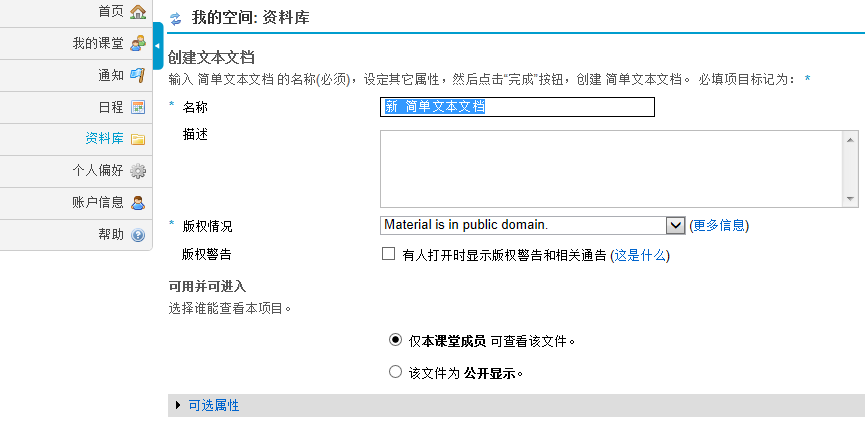 首页
我的课堂
通知
日程
资料库
个人偏好
账户信息
帮助
我的空间: 资料库
创建文本文档
输入 简单文本文档 的名称(必须)，设定其它属性，然后点击“完成”按钮，创建 简单文本文档。 必填项目标记为： *
* 名称
新 简单文本文档
描述
* 版权情况
Material is in public domain.
(更多信息)
版权警告
有人打开时显示版权警告和相关通告 (这是什么)
可用并可进入
选择谁能查看本项目。
仅本课堂成员 可查看该文件。
该文件为 公开显示。
可选属性